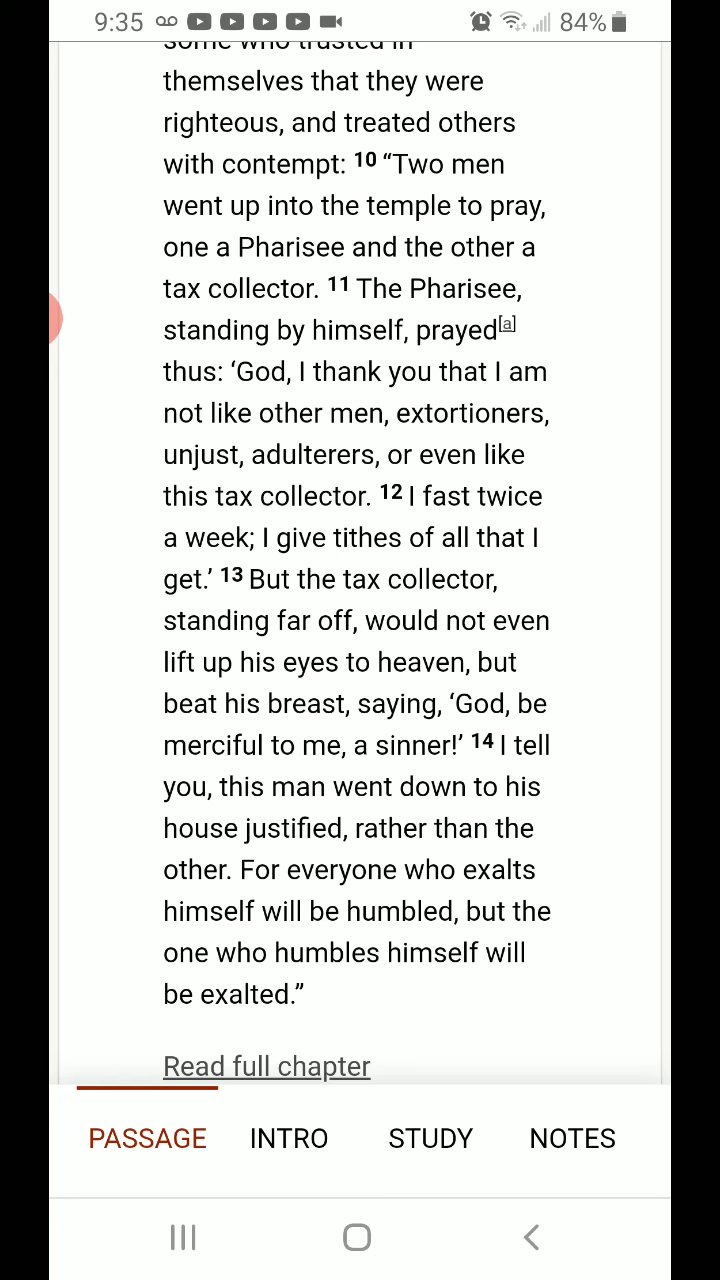 9:35 84%
some who trusted in
themselves that they were
righteous, and treated others
with contempt: 10 “Two men
went up into the temple to pray,
one a Pharisee and the other a
tax collector. 11 The Pharisee,
standing by himself, prayed[a]
thus: ‘God, I thank you that I am
not like other men, extortioners,
unjust, adulterers, or even like
this tax collector. 12 I fast twice
a week; I give tithes of all that I
get.’ 13 But the tax collector,
standing far off, would not even
lift up his eyes to heaven, but
beat his breast, saying, ‘God, be
merciful to me, a sinner!’ 14 I tell
you, this man went down to his
house justified, rather than the
other. For everyone who exalts
himself will be humbled, but the
one who humbles himself will
be exalted.”
Read full chapter
PASSAGE INTRO STUDY NOTES